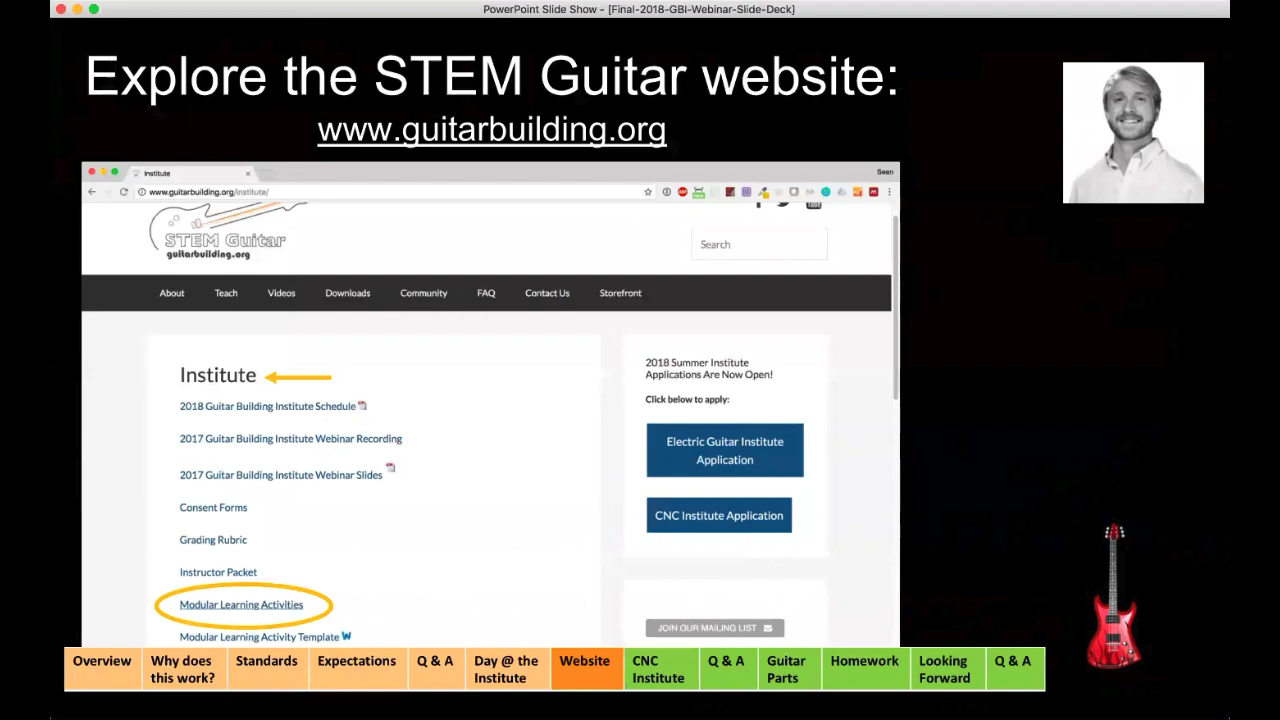 PowerPoint Slide Show - [Final-2018-GBI-Webinar-Slide-Deck]
Explore the STEM Guitar website:
www.guitarbuilding.org
Institute
Sean
www.guitarbuilding.org/institute/
STEM Guitar
guitarbuilding.org
Search
About Teach Videos Downloads Community FAQ Contact Us Storefront
Institute
2018 Guitar Building Institute Schedule
2017 Guitar Building Institute Webinar Recording
2017 Guitar Building Institute Webinar Slides
Consent Forms
Grading Rubric
Instructor Packet
Modular Learning Activities
Modular Learning Activity Template
2018 Summer Institute
Applications Are Now Open!
Click below to apply:
Electric Guitar Institute
Application
CNC Institute Application
JOIN OUR MAILING LIST
Overview
Why does
this work?
Standards
Expectations
Q & A
Day @ the
Institute
Website
CNC
Institute
Q & A
Guitar
Parts
Homework
Looking
Forward
Q & A